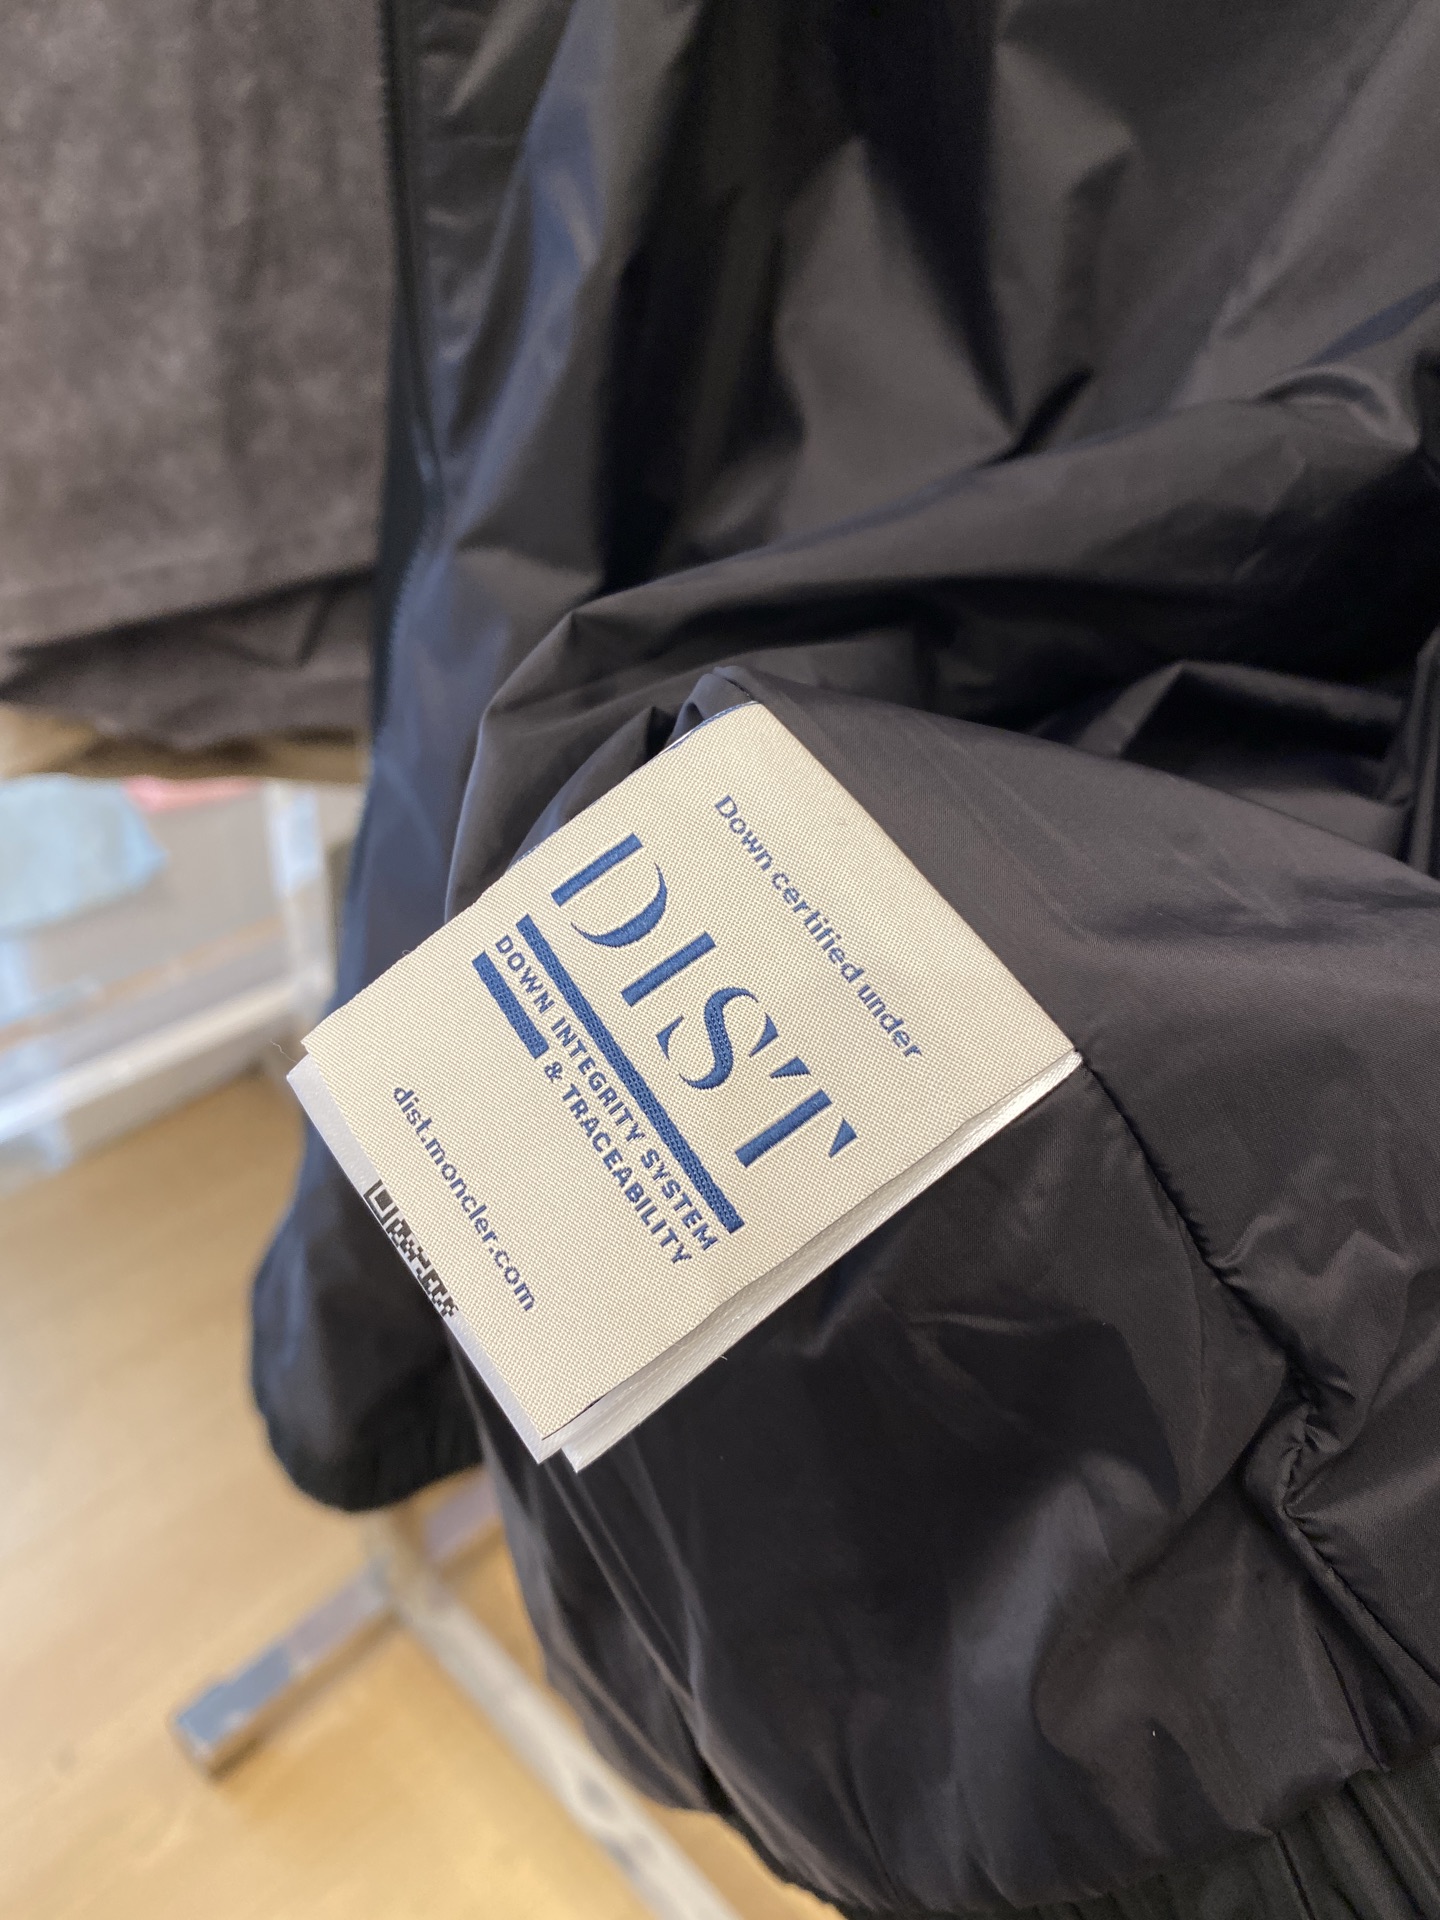 Down certified under
DIST
DOWN INTEGRITY SYSTEM
& TRACEABILITY
dist.moncler.com